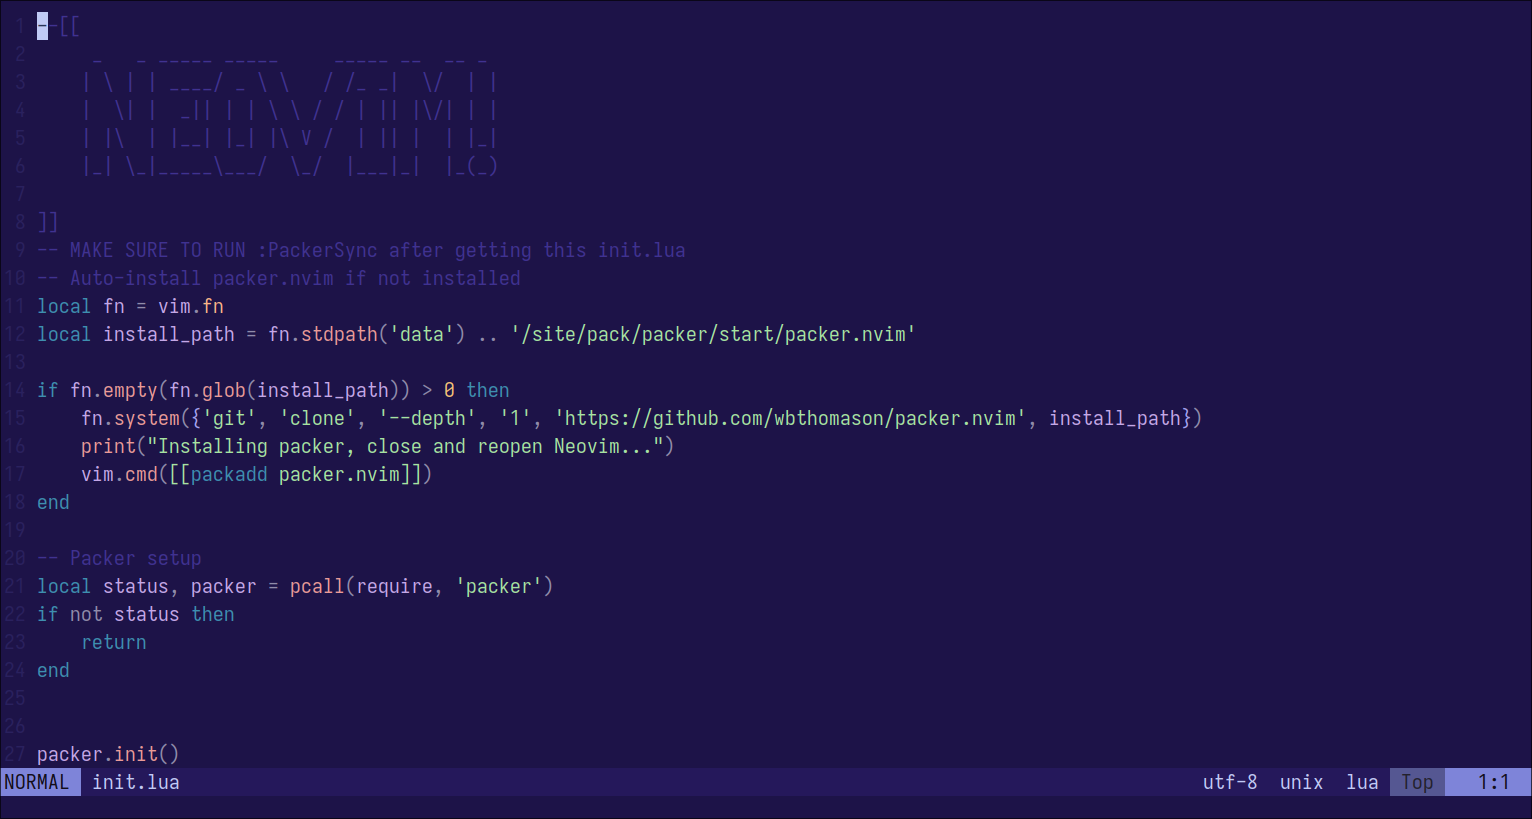 1 --[[
2      _   _ _____ _____     _____ __  __ _
3     | \ | | ____/ _ \ \   / /_ _|  \/  | |
4     |  \| |  _|| | | \ \ / / | || |\/| | |
5     | |\  | |__| |_| |\ V /  | || |  | |_|
6     |_| \_|_____\___/  \_/  |___|_|  |_(_)
7
8 ]]
9 -- MAKE SURE TO RUN :PackerSync after getting this init.lua
10 -- Auto-install packer.nvim if not installed
11 local fn = vim.fn
12 local install_path = fn.stdpath('data') .. '/site/pack/packer/start/packer.nvim'
13
14 if fn.empty(fn.glob(install_path)) > 0 then
15     fn.system({'git', 'clone', '--depth', '1', 'https://github.com/wbthomason/packer.nvim', install_path})
16     print("Installing packer, close and reopen Neovim...")
17     vim.cmd([[packadd packer.nvim]])
18 end
19
20 -- Packer setup
21 local status, packer = pcall(require, 'packer')
22 if not status then
23     return
24 end
25
26
27 packer.init()
NORMAL init.lua utf-8 unix lua Top 1:1